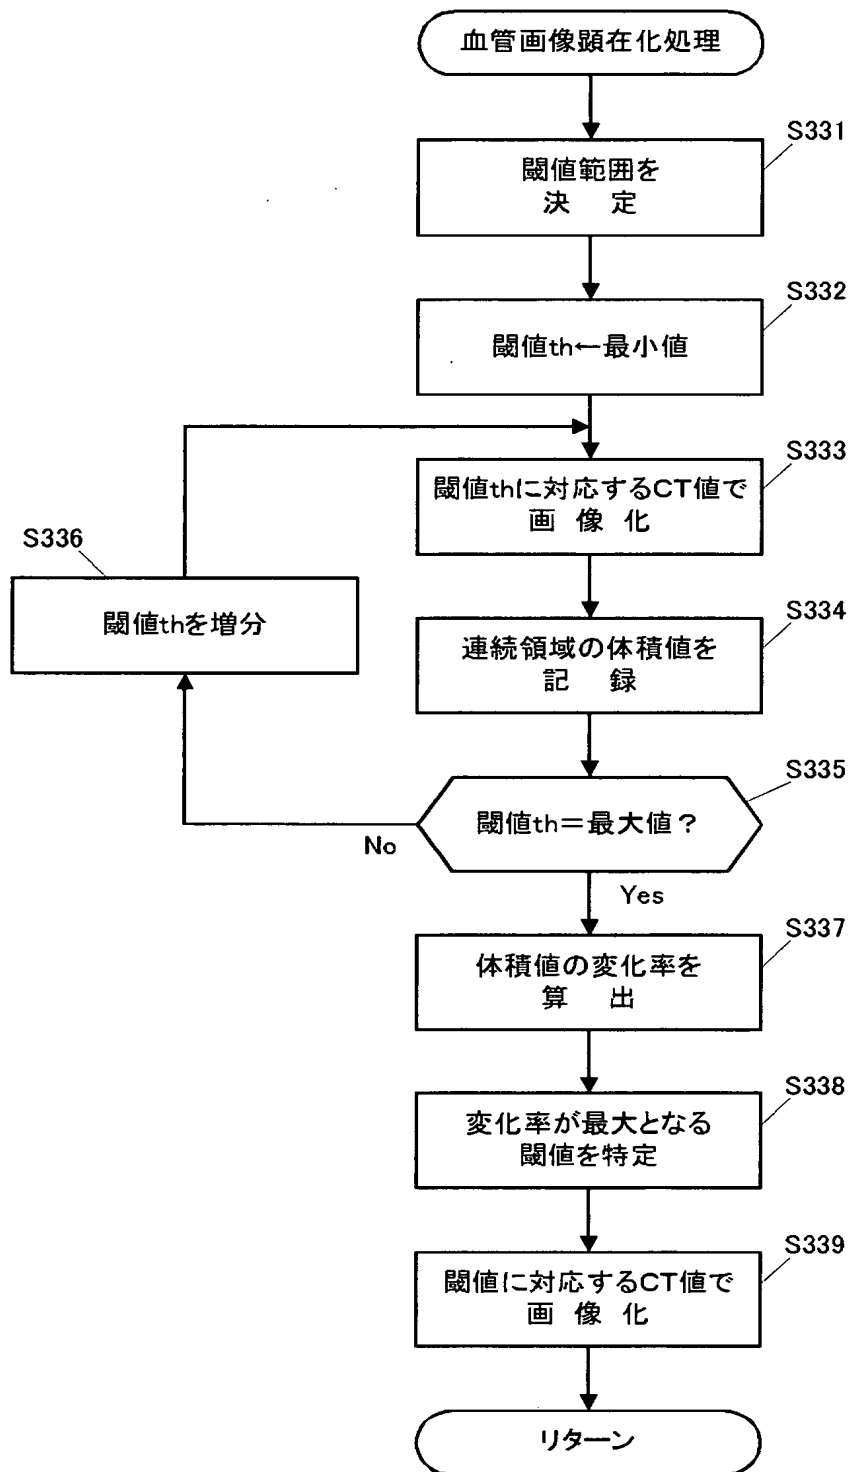 血管画像顕在化処理
S331
閾値範囲を
決 定
S332
閾値th←最小値
S333
閾値thに対応するCT値で
画 像 化
S336
閾値thを増分
S334
連続領域の体積値を
記 録
S335
閾値th=最大値?
No
Yes
S337
体積値の変化率を
算 出
S338
変化率が最大となる
閾値を特定
S339
閾値に対応するCT値で
画 像 化
リターン